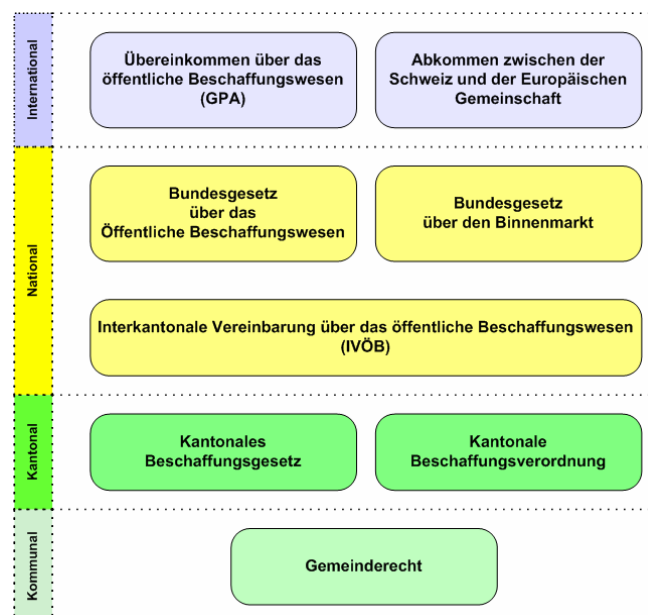 International
Übereinkommen über das
öffentliche Beschaffungswesen
(GPA)
Abkommen zwischen der
Schweiz und der Europäischen
Gemeinschaft
National
Bundesgesetz
über das
Öffentliche Beschaffungswesen
Bundesgesetz
über den Binnenmarkt
Interkantonale Vereinbarung über das öffentliche Beschaffungswesen
(IVÖB)
Kantonal
Kantonales
Beschaffungsgesetz
Kantonale
Beschaffungsverordnung
Kommunal
Gemeinderecht